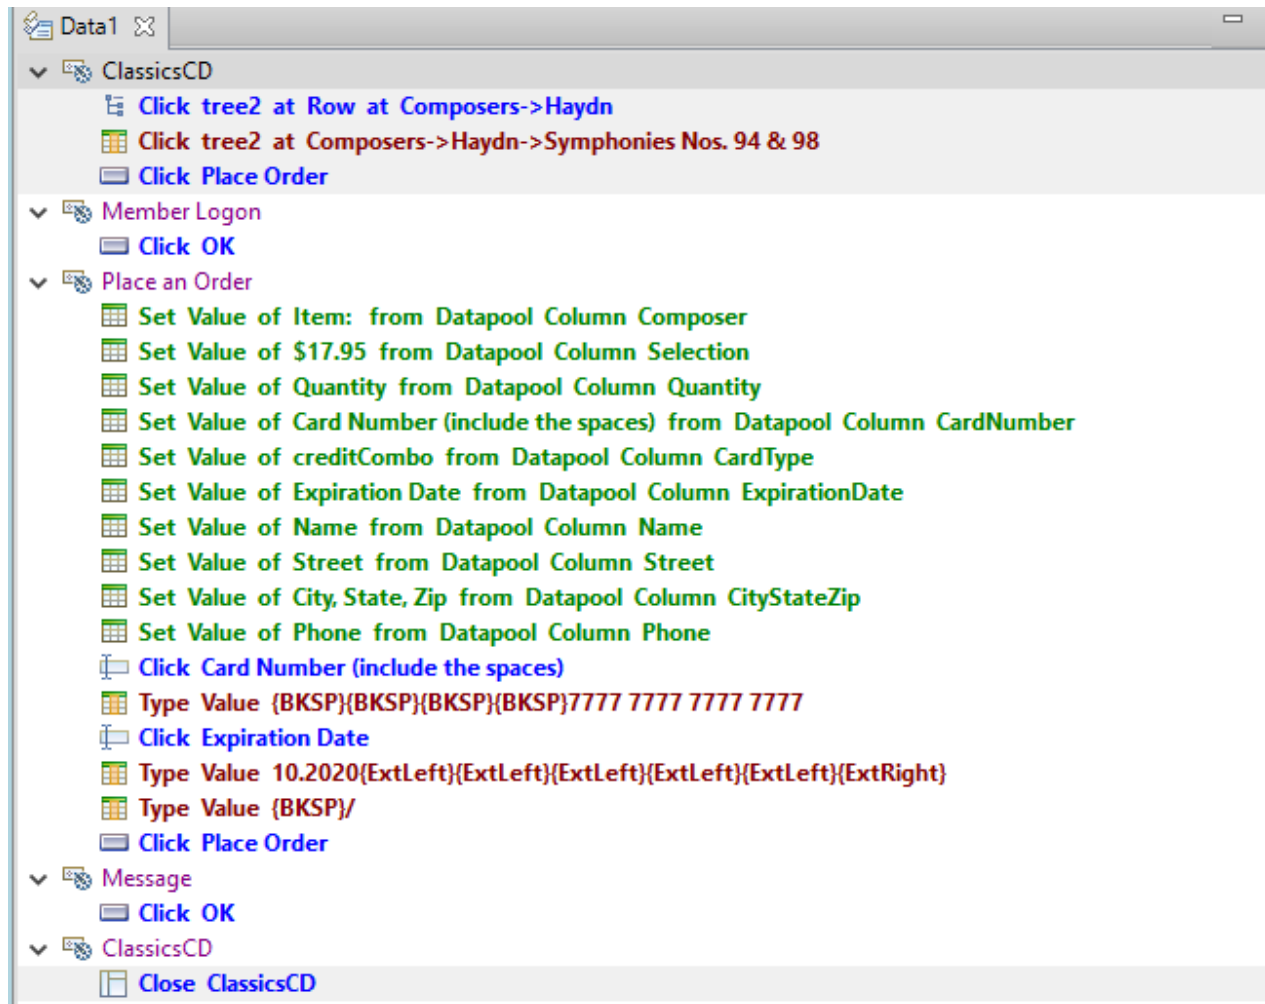 Data1
ClassicsCD
Click tree2 at Row at Composers->Haydn
Click tree2 at Composers->Haydn->Symphonies Nos. 94 & 98
Click Place Order
Member Logon
Click OK
Place an Order
Set Value of Item: from Datapool Column Composer
Set Value of $17.95 from Datapool Column Selection
Set Value of Quantity from Datapool Column Quantity
Set Value of Card Number (include the spaces) from Datapool Column CardNumber
Set Value of creditCombo from Datapool Column CardType
Set Value of Expiration Date from Datapool Column ExpirationDate
Set Value of Name from Datapool Column Name
Set Value of Street from Datapool Column Street
Set Value of City, State, Zip from Datapool Column CityStateZip
Set Value of Phone from Datapool Column Phone
Click Card Number (include the spaces)
Type Value {BKSP}{BKSP}{BKSP}{BKSP}7777 7777 7777 7777
Click Expiration Date
Type Value 10.2020{ExtLeft}{ExtLeft}{ExtLeft}{ExtLeft}{ExtLeft}{ExtRight}
Type Value {BKSP}/
Click Place Order
Message
Click OK
ClassicsCD
Close ClassicsCD